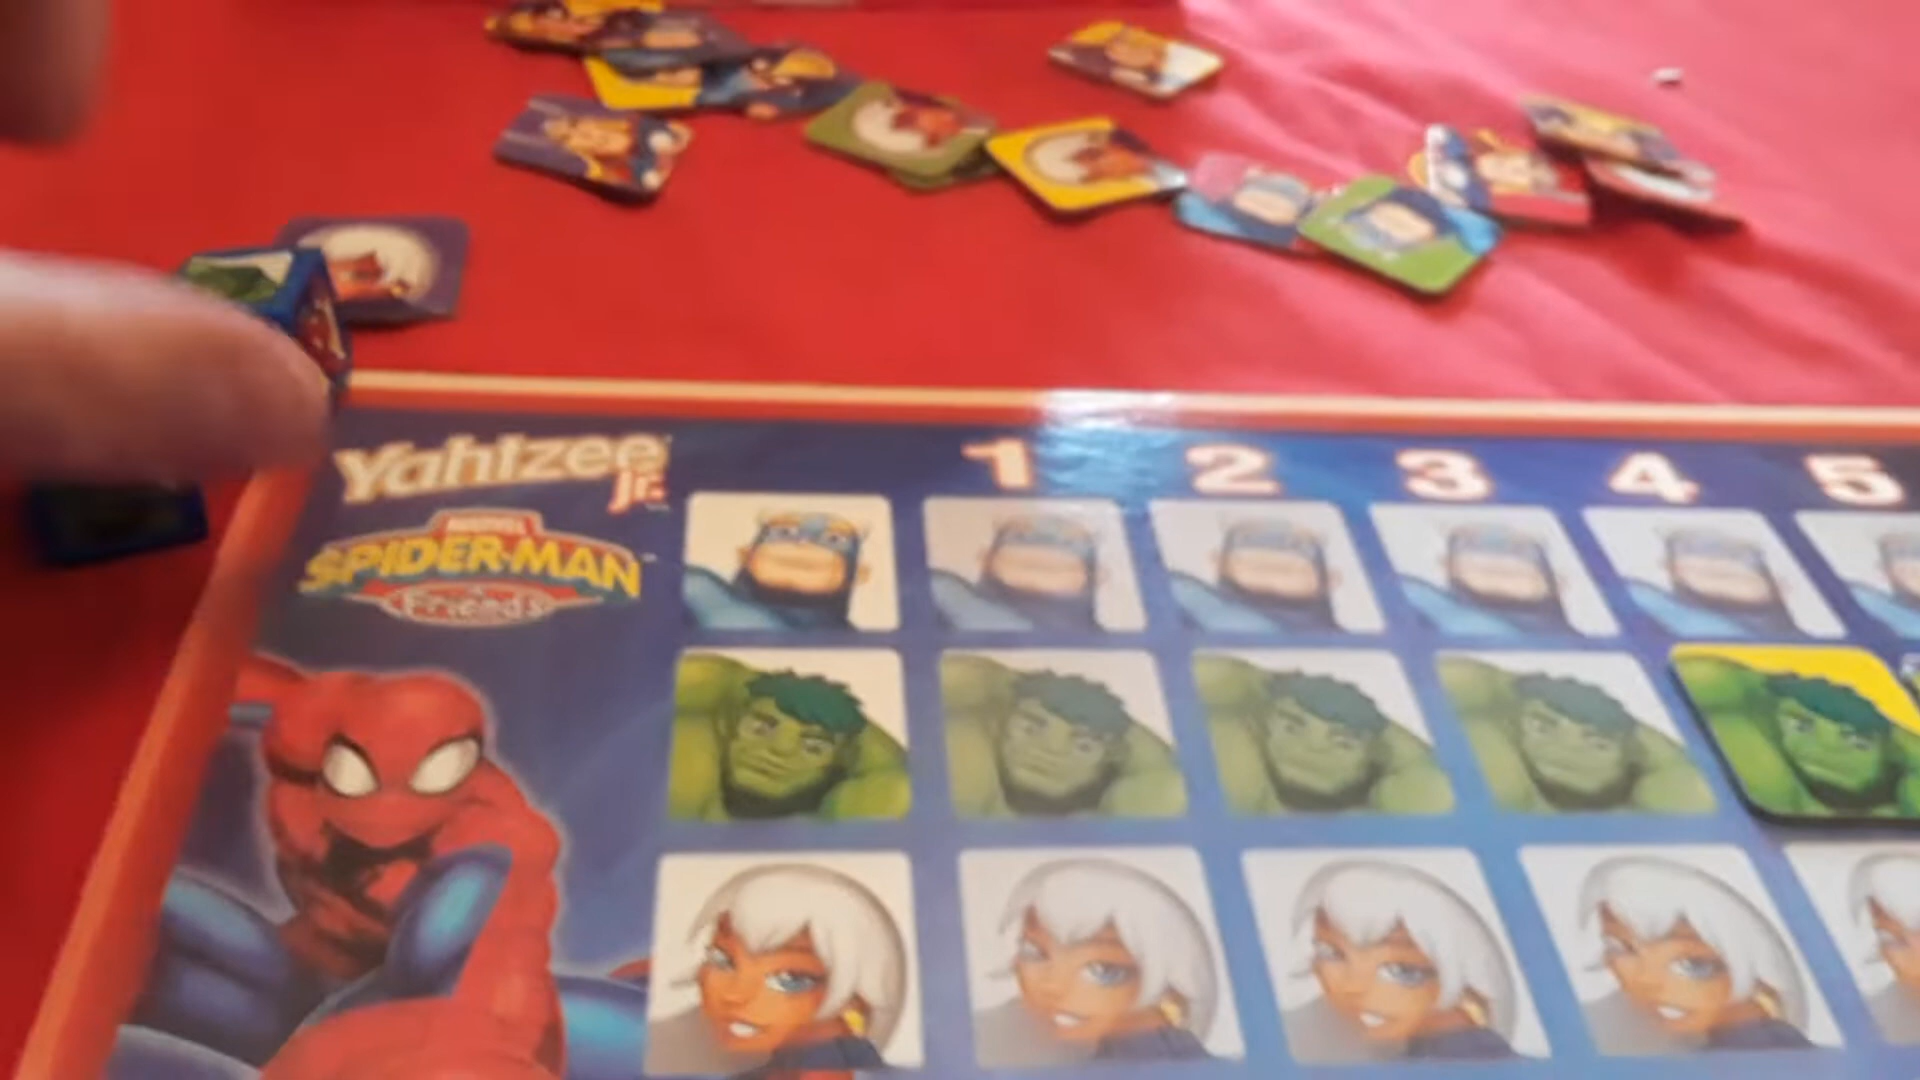 Yahtzee
Jr.
MARVEL
SPIDER-MAN
& Friends
1 2 3 4 5